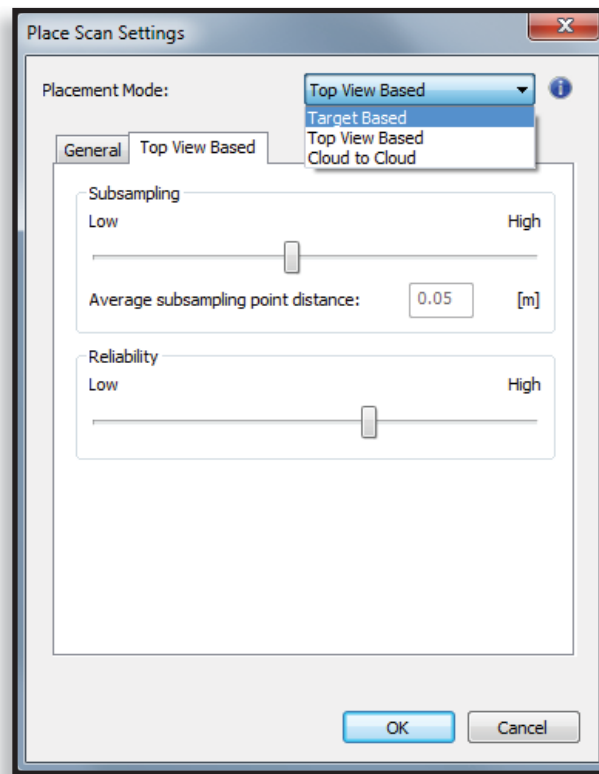 Place Scan Settings
Placement Mode: Top View Based
Target Based
Top View Based
Cloud to Cloud
General Top View Based
Subsampling
Low High
Average subsampling point distance: 0.05 [m]
Reliability
Low High
OK Cancel